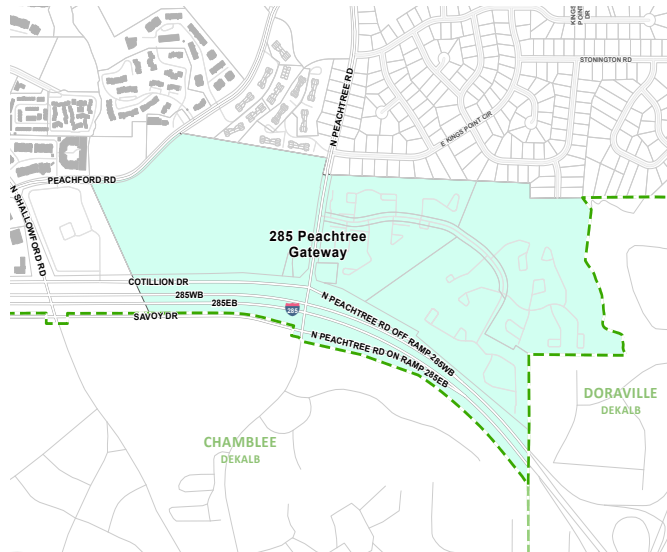 KINGS
POINT
DR
STONINGTON RD
N PEACHTREE RD
E KINGS POINT CIR
PEACHFORD RD
N SHALLOWFORD RD
285 Peachtree
Gateway
COTILLION DR
285WB
285EB
285
SAVOY DR
N PEACHTREE RD OFF RAMP 285WB
N PEACHTREE RD ON RAMP 285EB
DORAVILLE
DEKALB
CHAMBLEE
DEKALB